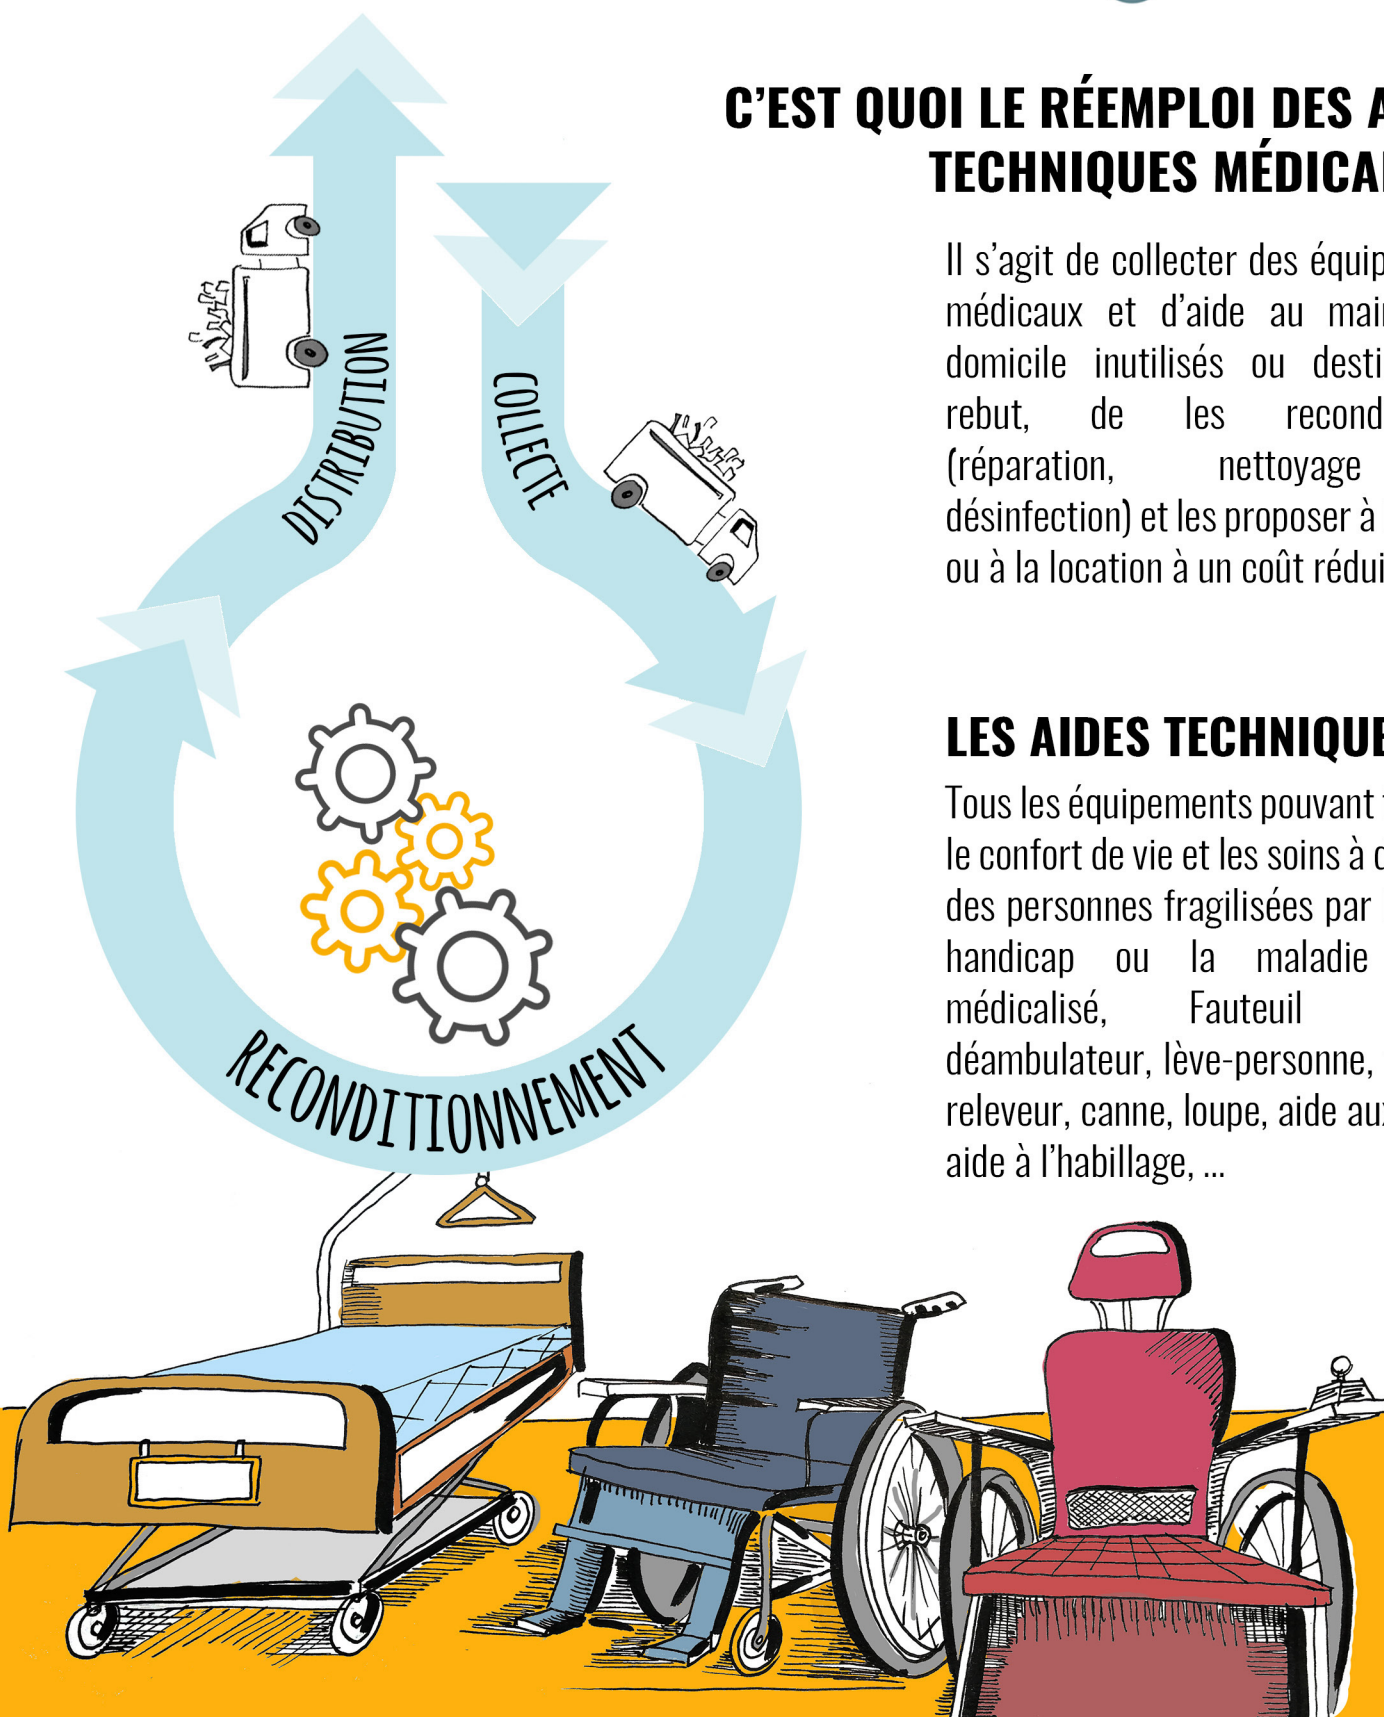 C'EST QUOI LE RÉEMPLOI DES
TECHNIQUES MÉDICA
Il s'agit de collecter des équip
médicaux et d'aide au mai
domicile inutilisés ou desti
rebut, de les recond
(réparation, nettoyage
désinfection) et les proposer à
ou à la location à un coût rédui
DISTRIBUTION
COLLECTE
LES AIDES TECHNIQUE
Tous les équipements pouvant
le confort de vie et les soins à
des personnes fragilisées par
handicap ou la maladie
médicalisé, Fauteuil
déambulateur, lève-personne,
releveur, canne, loupe, aide aux
aide à l'habillage, ...
RECONDITIONNEMENT